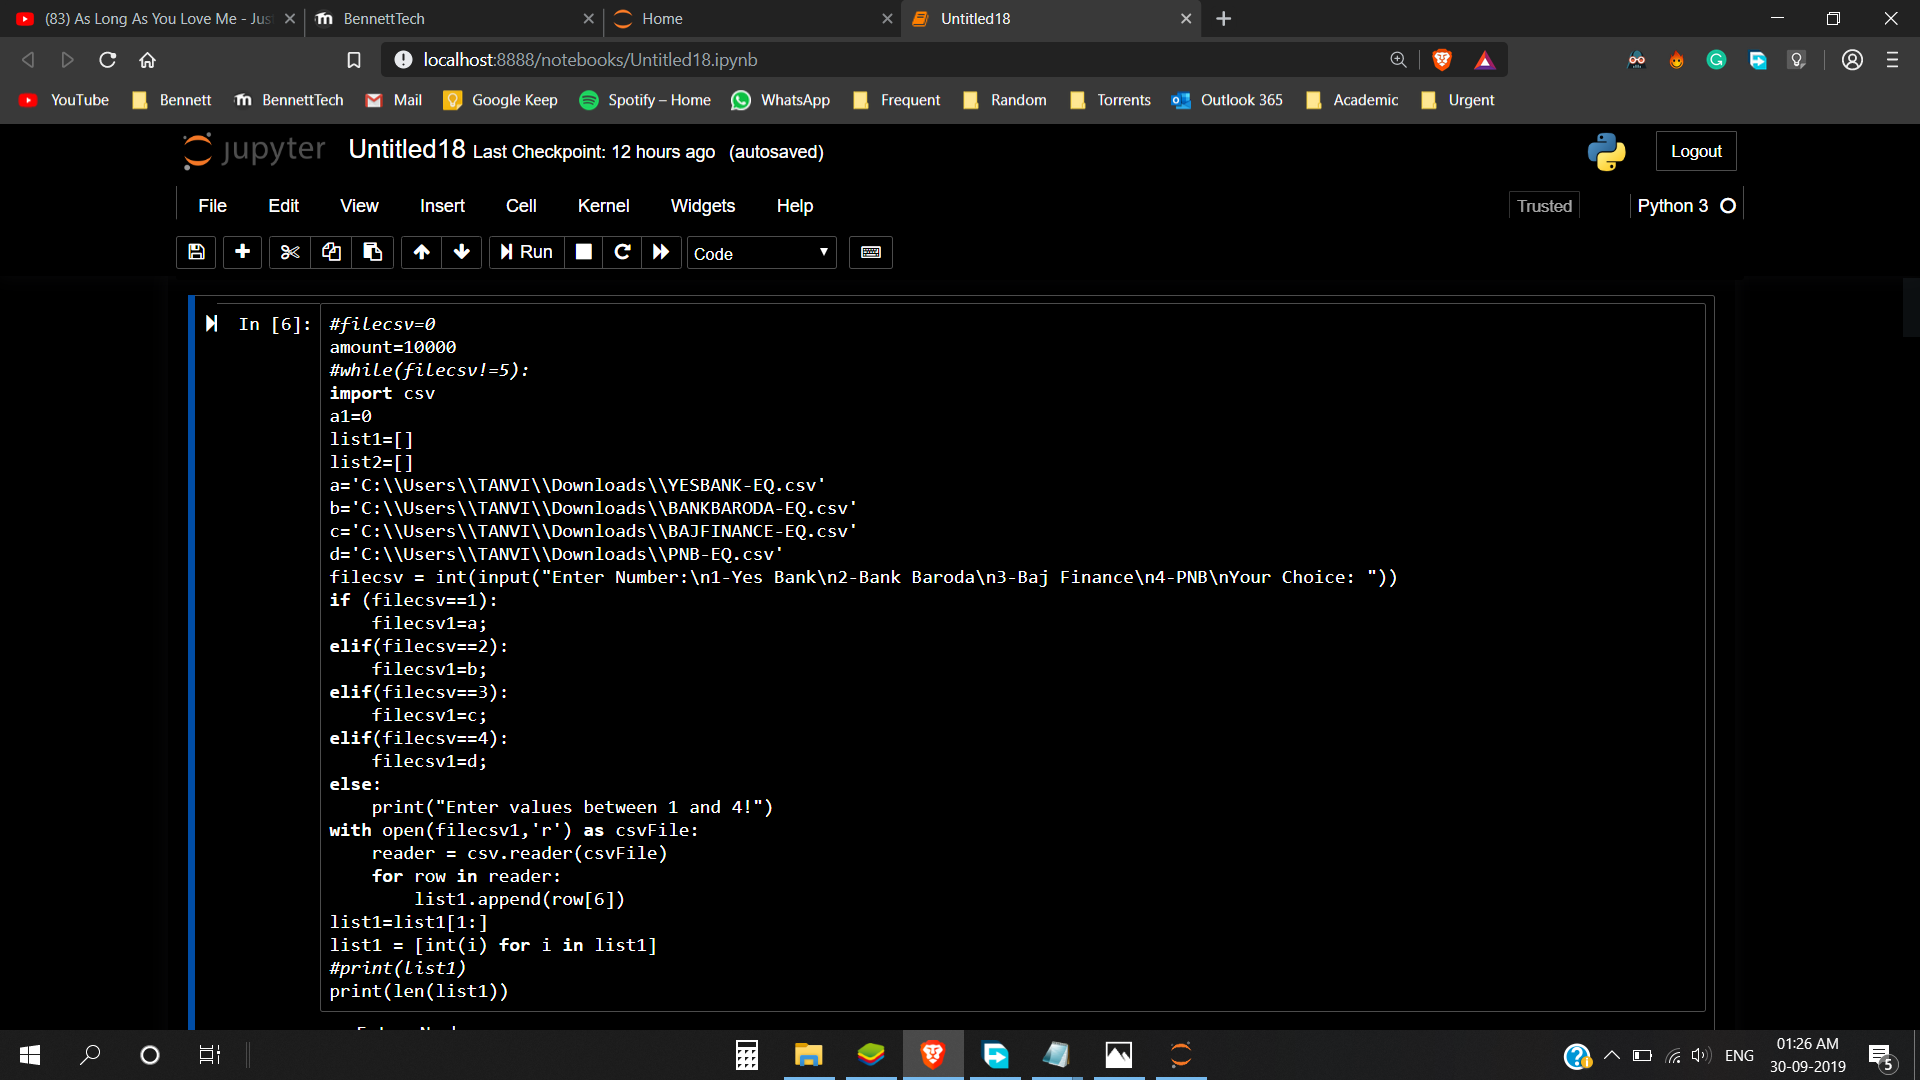 (83) As Long As You Love Me - Jus
BennettTech
Home
Untitled18
localhost:8888/notebooks/Untitled18.ipynb
YouTube
Bennett
BennettTech
Mail
Google Keep
Spotify – Home
WhatsApp
Frequent
Random
Torrents
Outlook 365
Academic
Urgent
jupyter
Untitled18 Last Checkpoint: 12 hours ago (autosaved)
Logout
File Edit View Insert Cell Kernel Widgets Help
Trusted
Python 3
Run
Code
In [6]:
#filecsv=0
amount=10000
#while(filecsv!=5):
import csv
a1=0
list1=[]
list2=[]
a='C:\\Users\\TANVI\\Downloads\\YESBANK-EQ.csv'
b='C:\\Users\\TANVI\\Downloads\\BANKBARODA-EQ.csv'
c='C:\\Users\\TANVI\\Downloads\\BAJFINANCE-EQ.csv'
d='C:\\Users\\TANVI\\Downloads\\PNB-EQ.csv'
filecsv = int(input("Enter Number:\n1-Yes Bank\n2-Bank Baroda\n3-Baj Finance\n4-PNB\nYour Choice: "))
if (filecsv==1):
    filecsv1=a;
elif(filecsv==2):
    filecsv1=b;
elif(filecsv==3):
    filecsv1=c;
elif(filecsv==4):
    filecsv1=d;
else:
    print("Enter values between 1 and 4!")
with open(filecsv1,'r') as csvFile:
    reader = csv.reader(csvFile)
    for row in reader:
        list1.append(row[6])
list1=list1[1:]
list1 = [int(i) for i in list1]
#print(list1)
print(len(list1))
ENG
01:26 AM
30-09-2019
5